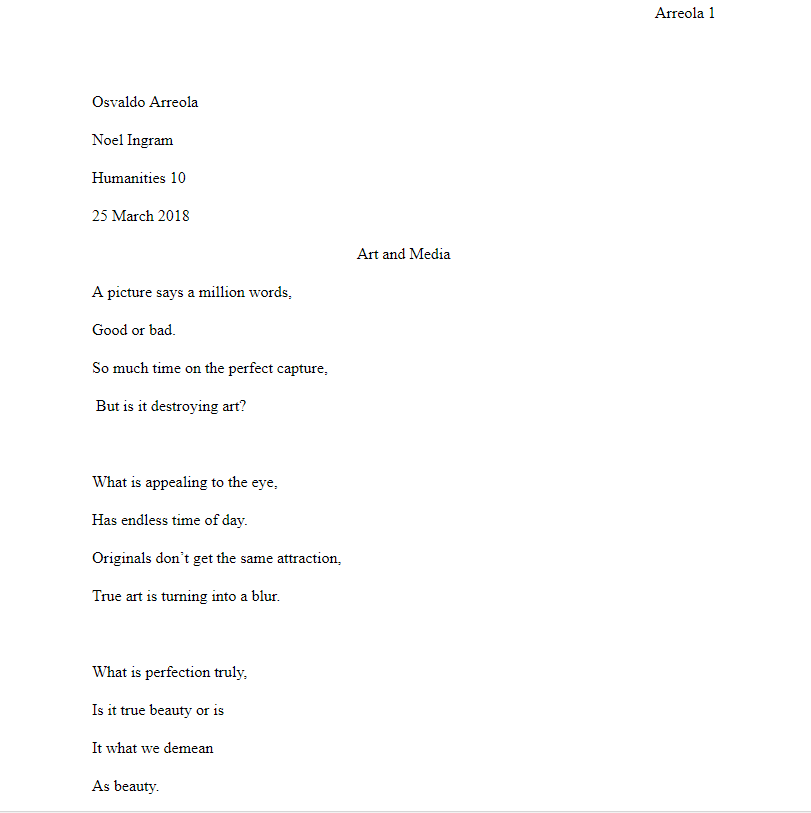 Arreola 1
Osvaldo Arreola
Noel Ingram
Humanities 10
25 March 2018
Art and Media
A picture says a million words,
Good or bad.
So much time on the perfect capture,
But is it destroying art?
What is appealing to the eye,
Has endless time of day.
Originals don’t get the same attraction,
True art is turning into a blur.
What is perfection truly,
Is it true beauty or is
It what we demean
As beauty.